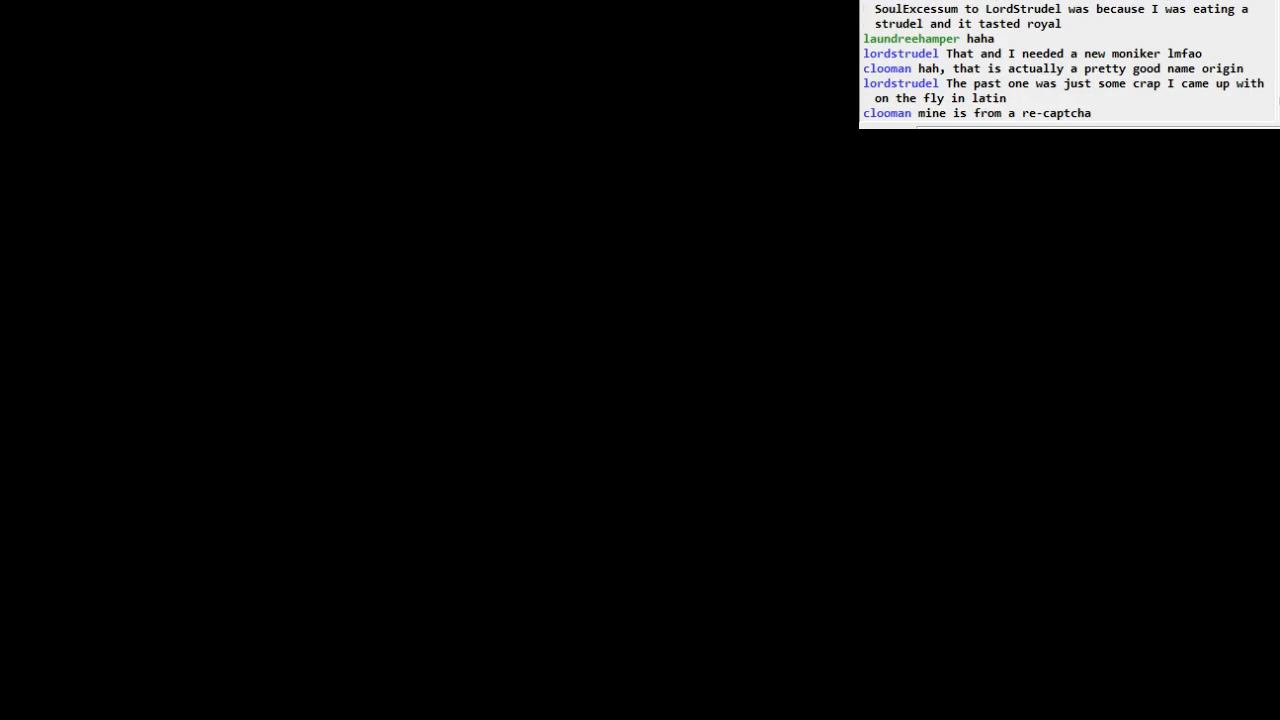 SoulExcessum to LordStrudel was because I was eating a
strudel and it tasted royal
laundreehamper haha
lordstrudel That and I needed a new moniker lmfao
clooman hah, that is actually a pretty good name origin
lordstrudel The past one was just some crap I came up with
on the fly in latin
clooman mine is from a re-captcha